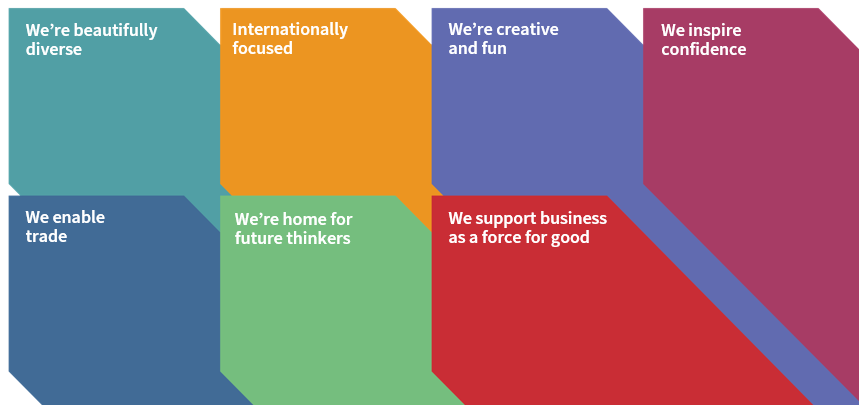 We’re beautifully
diverse
Internationally
focused
We’re creative
and fun
We inspire
confidence
We enable
trade
We’re home for
future thinkers
We support business
as a force for good